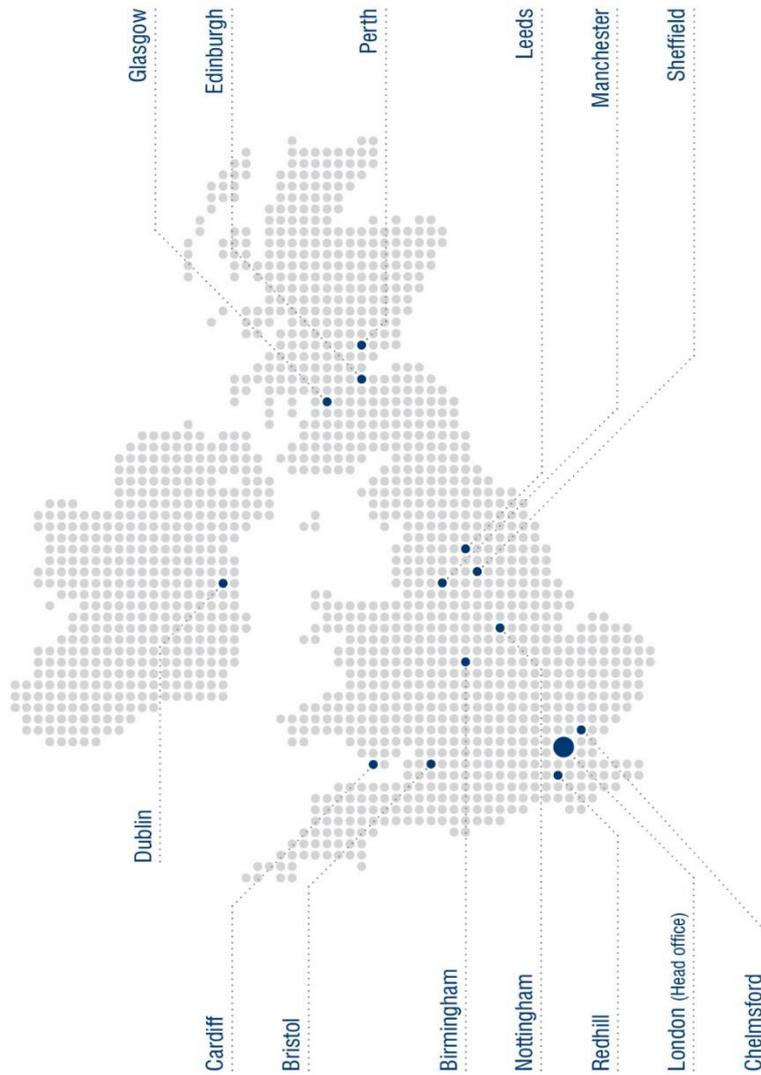 Glasgow
Edinburgh
Perth
Leeds
Manchester
Sheffield
Dublin
Cardiff
Bristol
Birmingham
Nottingham
Redhill
London (Head office)
Chelmsford